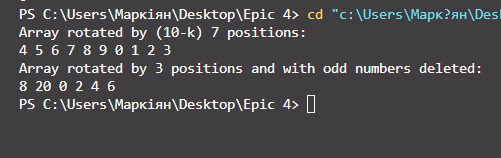 PS C:\Users\Маркіян\Desktop\Epic 4> cd "c:\Users\Марк?ян\Des
Array rotated by (10-k) 7 positions:
4 5 6 7 8 9 0 1 2 3
Array rotated by 3 positions and with odd numbers deleted:
8 20 0 2 4 6
PS C:\Users\Маркіян\Desktop\Epic 4>